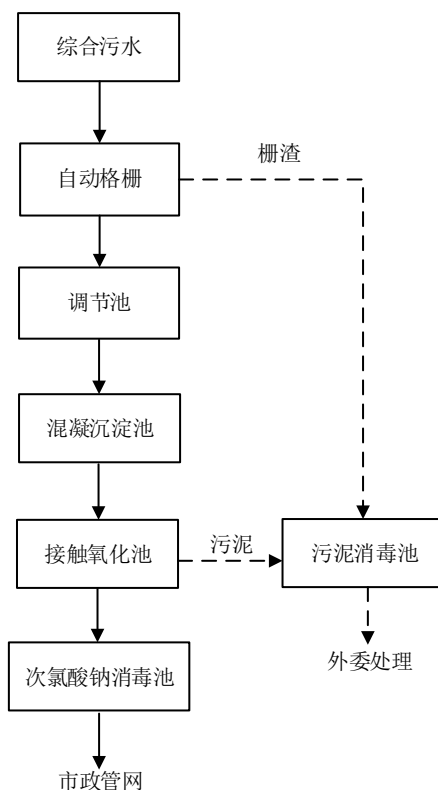 综合污水
栅渣
自动格栅
调节池
混凝沉淀池
污泥
接触氧化池
污泥消毒池
外委处理
次氯酸钠消毒池
市政管网